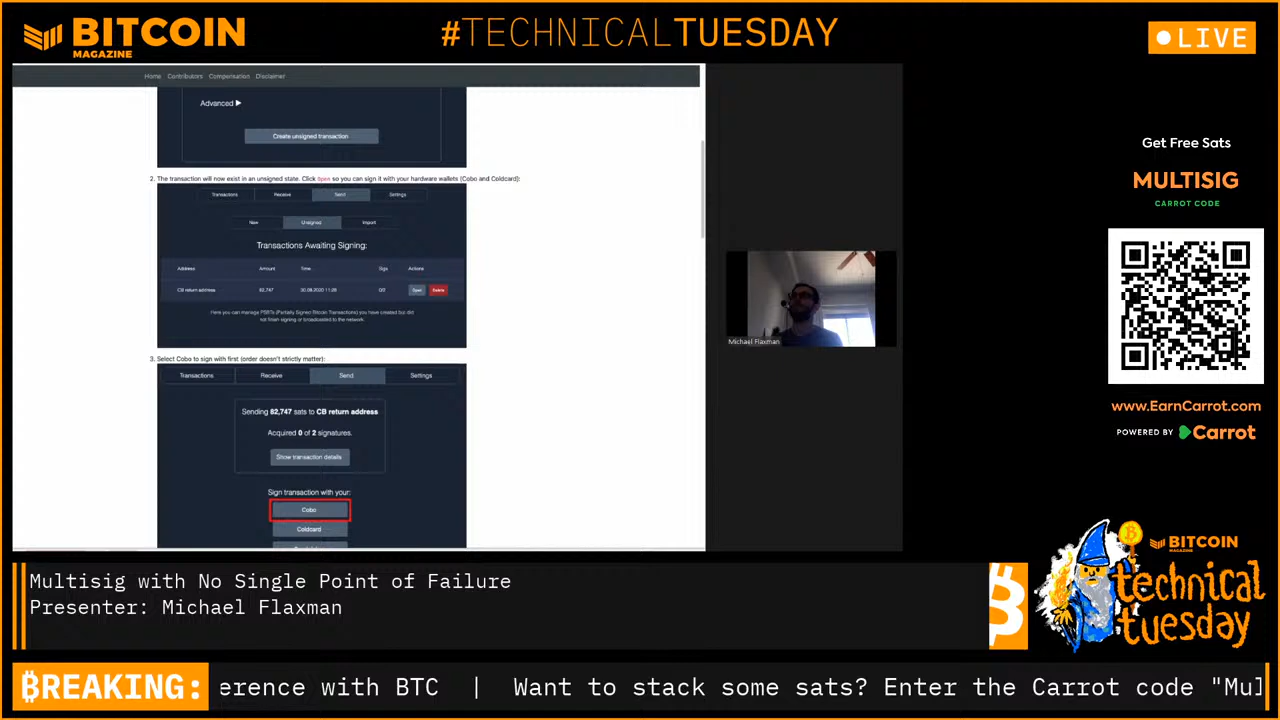 BITCOIN
MAGAZINE
#TECHNICALTUESDAY
LIVE
Home Contributors Compensation Disclaimer
Advanced ▶
Create unsigned transaction
2. The transaction will now exist in an unsigned state. Click Open so you can sign it with your hardware wallets (Cobo and Coldcard):
Transactions Receive Send Settings
New Unsigned Import
Transactions Awaiting Signing:
Address Amount Time Sigs Actions
CB return address 82,747 30.09.2020 11:28 0/2 Open Delete
Here you can manage PSBTs (Partially Signed Bitcoin Transactions) you have created but did
not finish signing or broadcasted to the network.
3. Select Cobo to sign with first (order doesn't strictly matter):
Transactions Receive Send Settings
Sending 82,747 sats to CB return address
Acquired 0 of 2 signatures.
Show transaction details
Sign transaction with your:
Cobo
Coldcard
Michael Flaxman
Get Free Sats
MULTISIG
CARROT CODE
www.EarnCarrot.com
POWERED BY Carrot
BITCOIN
MAGAZINE
technical
tuesday
Multisig with No Single Point of Failure
Presenter: Michael Flaxman
₿REAKING: erence with BTC | Want to stack some sats? Enter the Carrot code "Mul